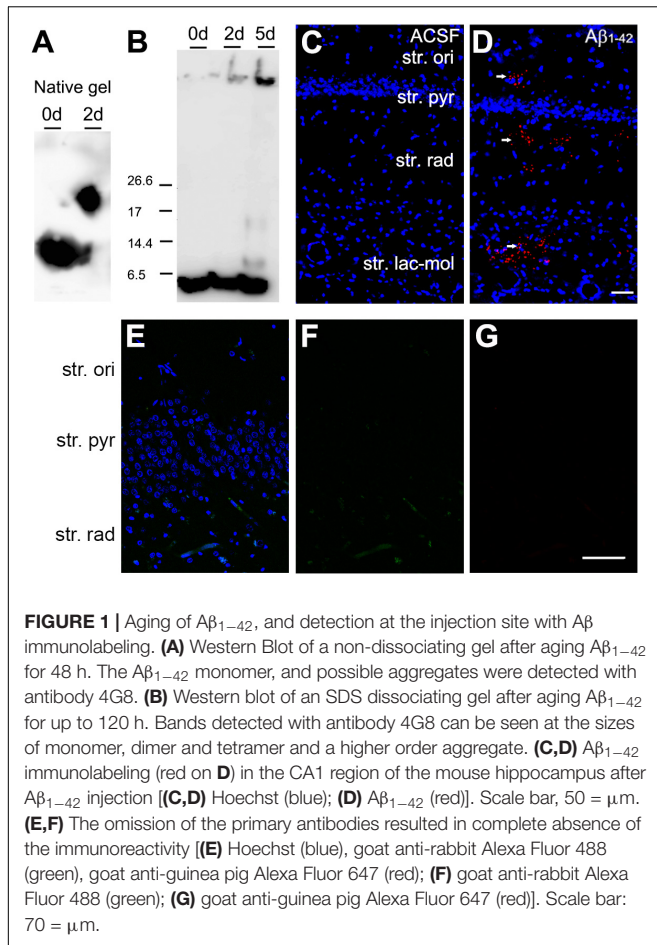 A
B
C
D
0d 2d 5d
ACSF
Aβ1-42
Native gel
0d 2d
str. ori
str. pyr
str. rad
str. lac-mol
26.6
17
14.4
6.5
E
F
G
str. ori
str. pyr
str. rad
FIGURE 1 | Aging of Aβ1−42, and detection at the injection site with Aβ
immunolabeling. (A) Western Blot of a non-dissociating gel after aging Aβ1−42
for 48 h. The Aβ1−42 monomer, and possible aggregates were detected with
antibody 4G8. (B) Western blot of an SDS dissociating gel after aging Aβ1−42
for up to 120 h. Bands detected with antibody 4G8 can be seen at the sizes
of monomer, dimer and tetramer and a higher order aggregate. (C,D) Aβ1−42
immunolabeling (red on D) in the CA1 region of the mouse hippocampus after
Aβ1−42 injection [(C,D) Hoechst (blue); (D) Aβ1−42 (red)]. Scale bar, 50 = μm.
(E,F) The omission of the primary antibodies resulted in complete absence of
the immunoreactivity [(E) Hoechst (blue), goat anti-rabbit Alexa Fluor 488
(green), goat anti-guinea pig Alexa Fluor 647 (red); (F) goat anti-rabbit Alexa
Fluor 488 (green); (G) goat anti-guinea pig Alexa Fluor 647 (red)]. Scale bar:
70 = μm.